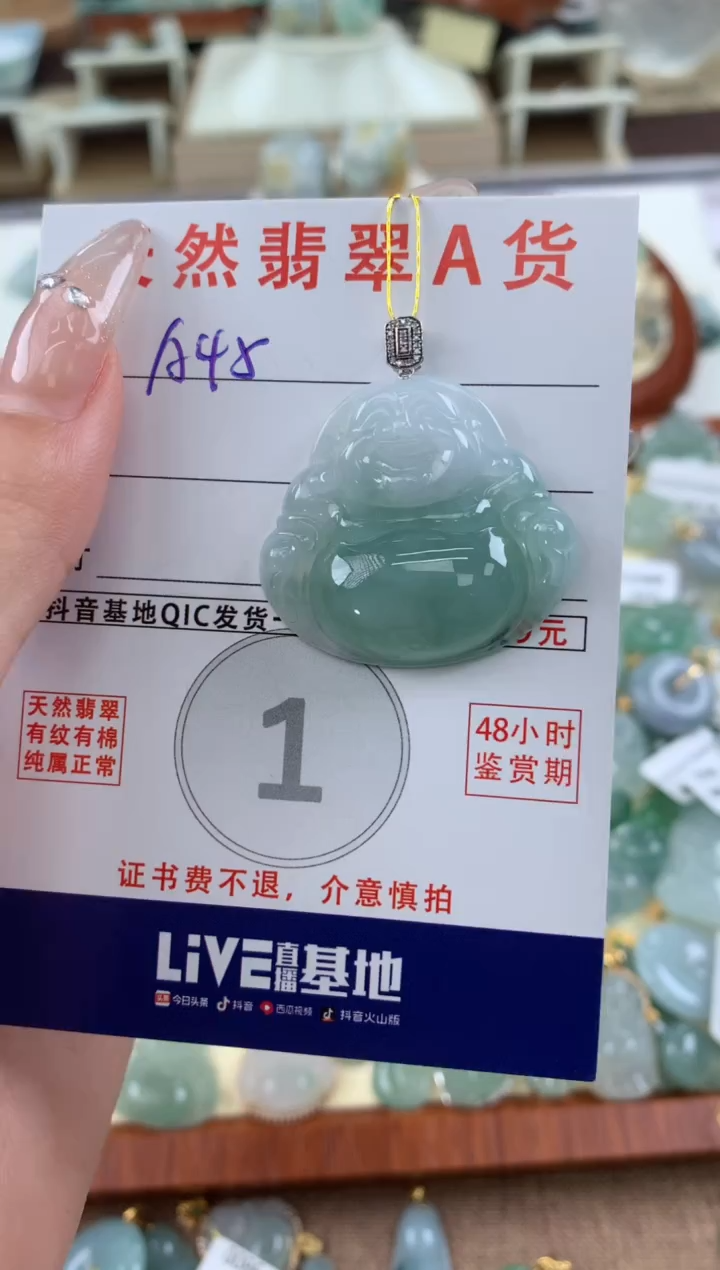 然翡翠A货
A48
寸
抖音基地QIC发货
元
天然翡翠
有纹有棉
纯属正常
1
48小时
鉴赏期
证书费不退，介意慎拍
LiVE直播基地
头条 今日头条 抖音 西瓜视频 抖音火山版